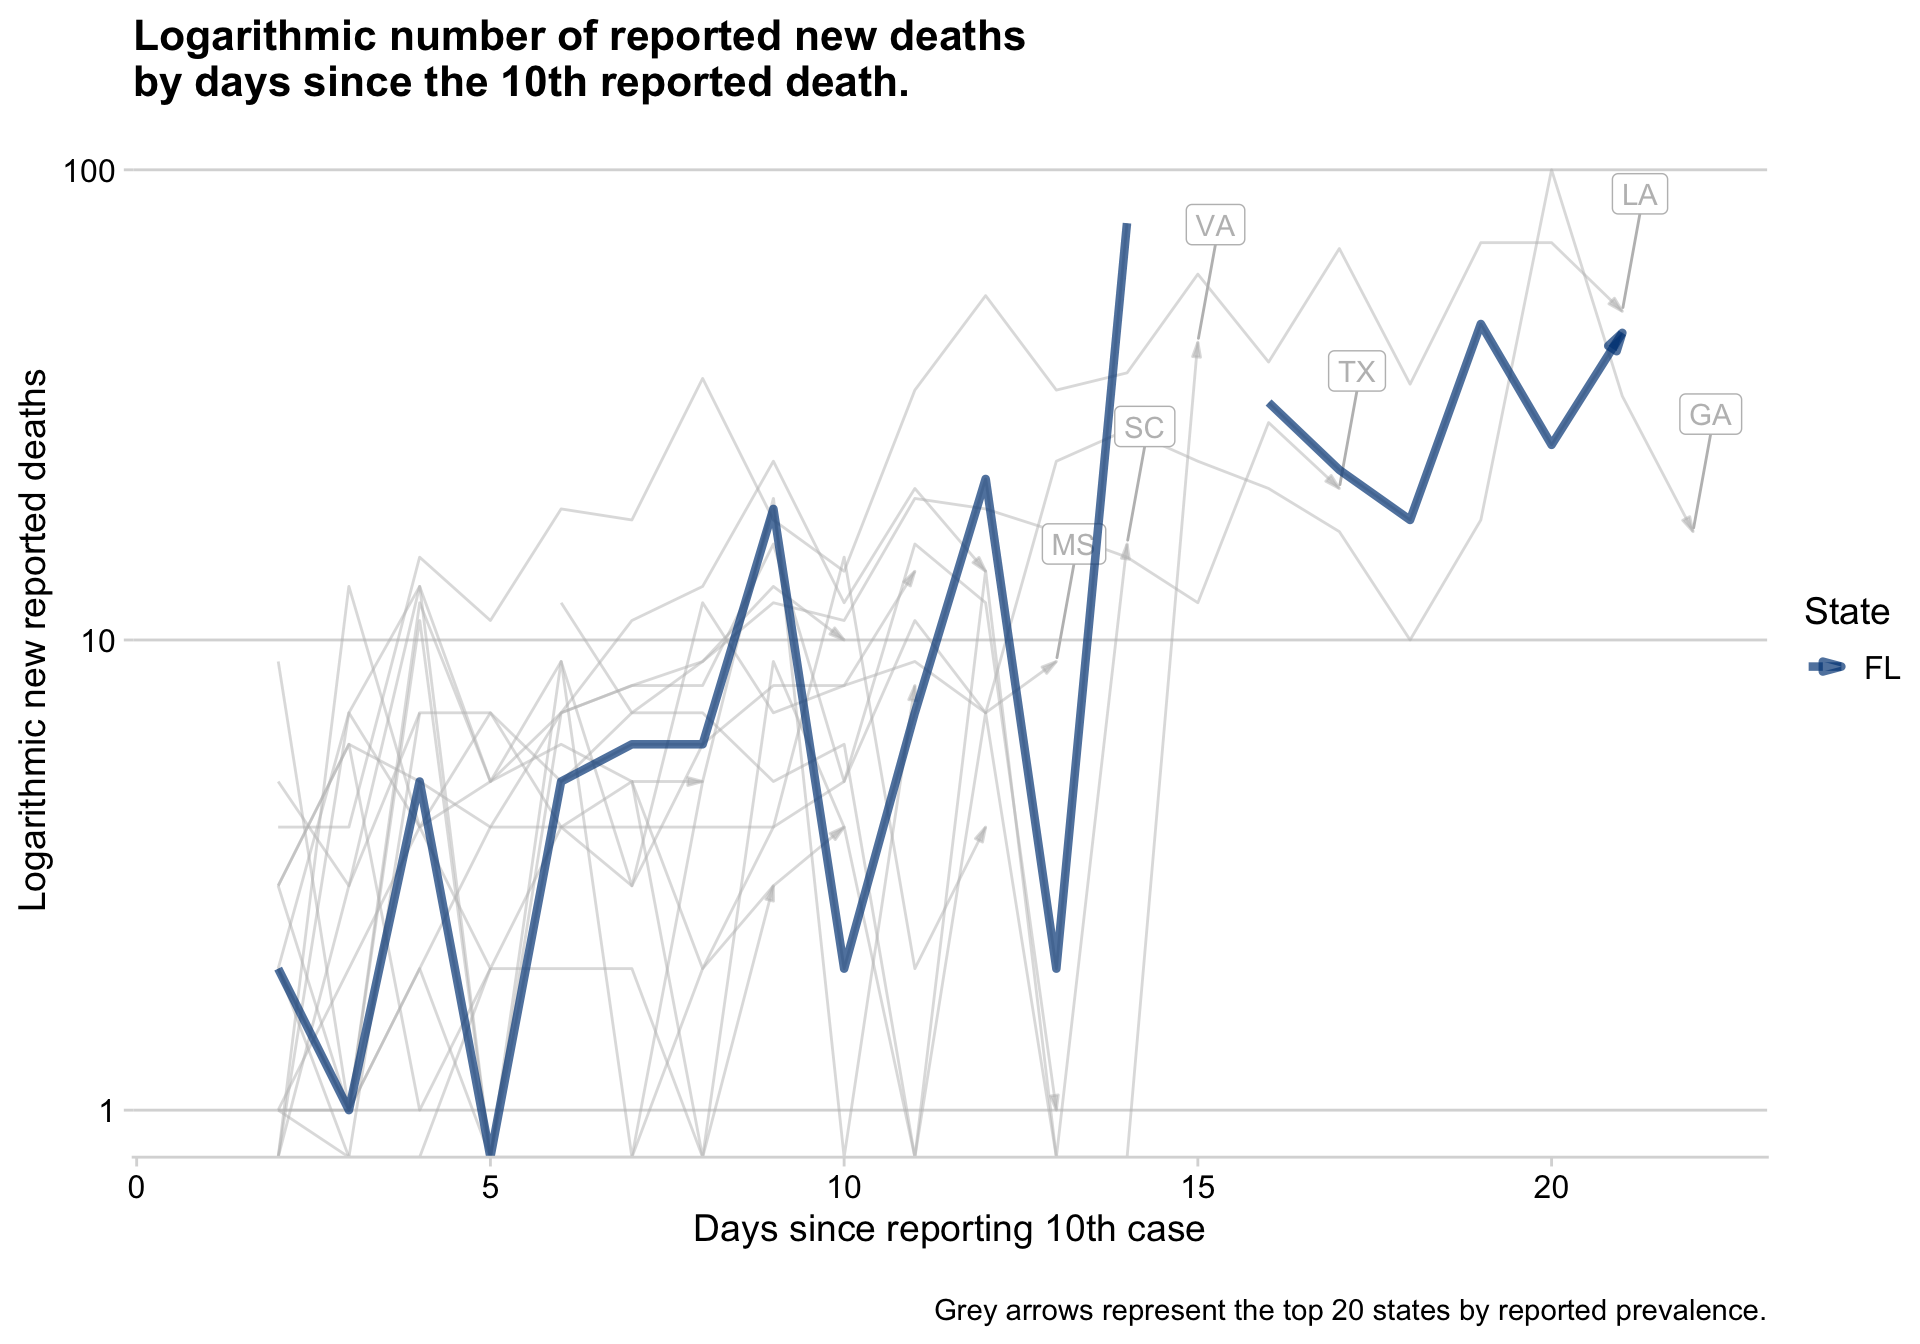 Logarithmic number of reported new deaths
by days since the 10th reported death.
100
10
1
Logarithmic new reported deaths
LA
VA
TX
GA
SC
MS
State
FL
0
5
10
15
20
Days since reporting 10th case
Grey arrows represent the top 20 states by reported prevalence.